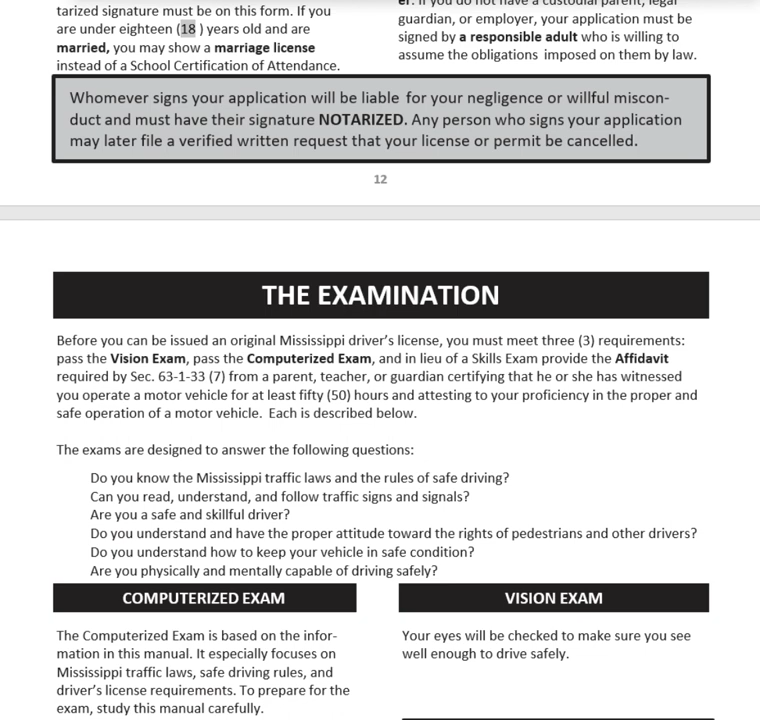 tarized signature must be on this form. If you
are under eighteen (18 ) years old and are
married, you may show a marriage license
instead of a School Certification of Attendance.
er. If you do not have a custodial parent, legal
guardian, or employer, your application must be
signed by a responsible adult who is willing to
assume the obligations imposed on them by law.
Whomever signs your application will be liable for your negligence or willful miscon-
duct and must have their signature NOTARIZED. Any person who signs your application
may later file a verified written request that your license or permit be cancelled.
12
THE EXAMINATION
Before you can be issued an original Mississippi driver's license, you must meet three (3) requirements:
pass the Vision Exam, pass the Computerized Exam, and in lieu of a Skills Exam provide the Affidavit
required by Sec. 63-1-33 (7) from a parent, teacher, or guardian certifying that he or she has witnessed
you operate a motor vehicle for at least fifty (50) hours and attesting to your proficiency in the proper and
safe operation of a motor vehicle. Each is described below.
The exams are designed to answer the following questions:
Do you know the Mississippi traffic laws and the rules of safe driving?
Can you read, understand, and follow traffic signs and signals?
Are you a safe and skillful driver?
Do you understand and have the proper attitude toward the rights of pedestrians and other drivers?
Do you understand how to keep your vehicle in safe condition?
Are you physically and mentally capable of driving safely?
COMPUTERIZED EXAM
The Computerized Exam is based on the infor-
mation in this manual. It especially focuses on
Mississippi traffic laws, safe driving rules, and
driver's license requirements. To prepare for the
exam, study this manual carefully.
VISION EXAM
Your eyes will be checked to make sure you see
well enough to drive safely.